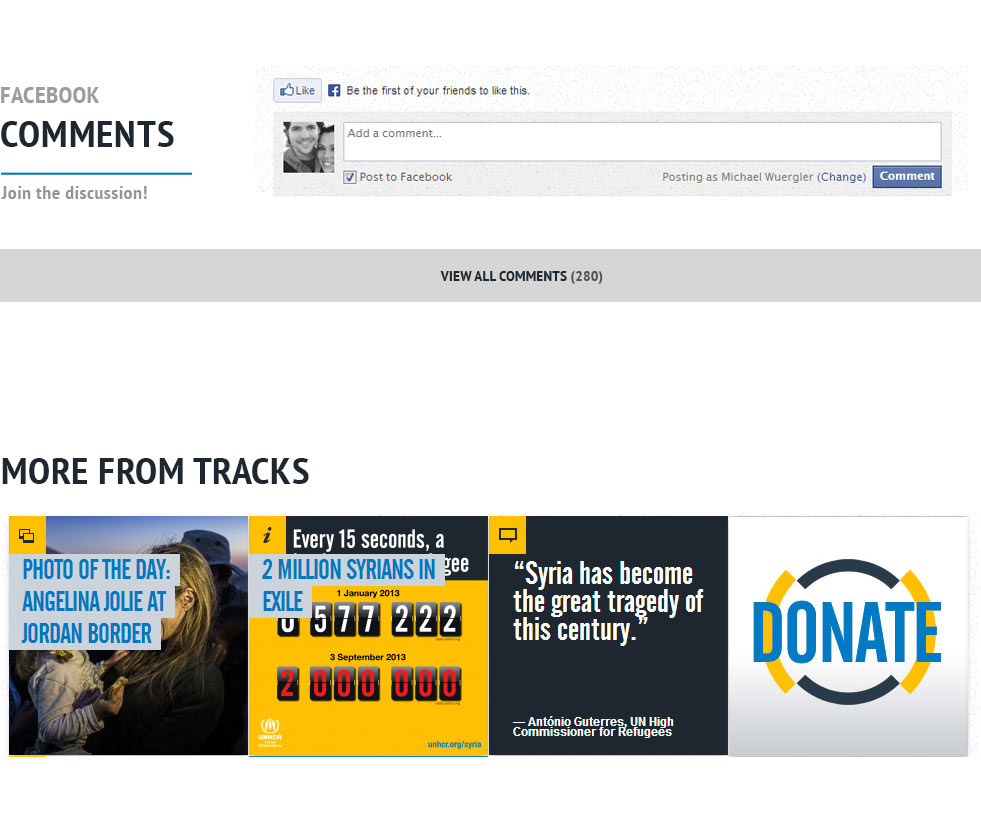 FACEBOOK
COMMENTS
Join the discussion!
Like
Be the first of your friends to like this.
Add a comment...
Post to Facebook
Posting as Michael Wuergler (Change)
Comment
VIEW ALL COMMENTS (280)
MORE FROM TRACKS
PHOTO OF THE DAY:
ANGELINA JOLIE AT
JORDAN BORDER
i
Every 15 seconds, a
2 MILLION SYRIANS IN
EXILE
1 January 2013
0 577 222
3 September 2013
2 000 000
UNHCR
unhcr.org/syria
“Syria has become
the great tragedy of
this century.”
— António Guterres, UN High
Commissioner for Refugees
DONATE